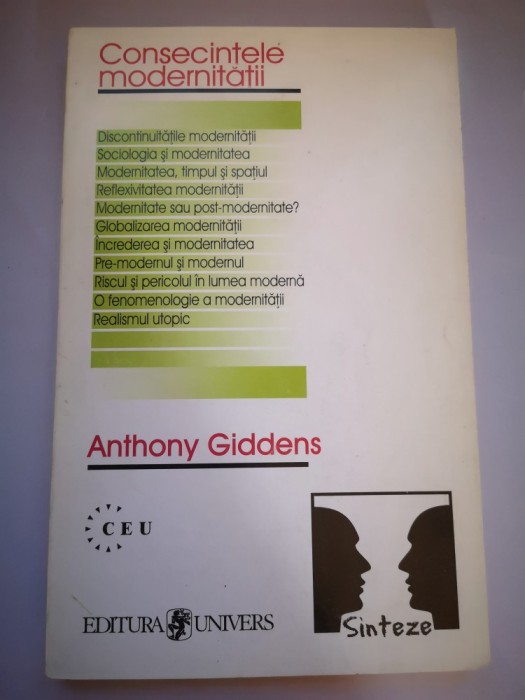 Consecintele
modernității
Discontinuitățile modernității
Sociologia și modernitatea
Modernitatea, timpul și spațiul
Reflexivitatea modernității
Modernitate sau post-modernitate?
Globalizarea modernității
Încrederea și modernitatea
Pre-modernul și modernul
Riscul și pericolul în lumea modernă
O fenomenologie a modernității
Realismul utopic
Anthony Giddens
CEU
EDITURA UNIVERS
Sinteze